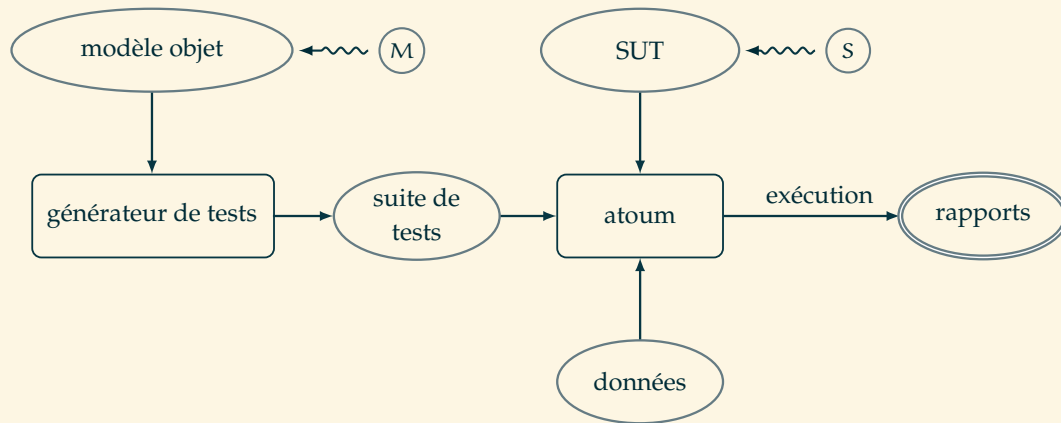 modèle objet
M
SUT
S
générateur de tests
suite de
tests
atoum
exécution
rapports
données